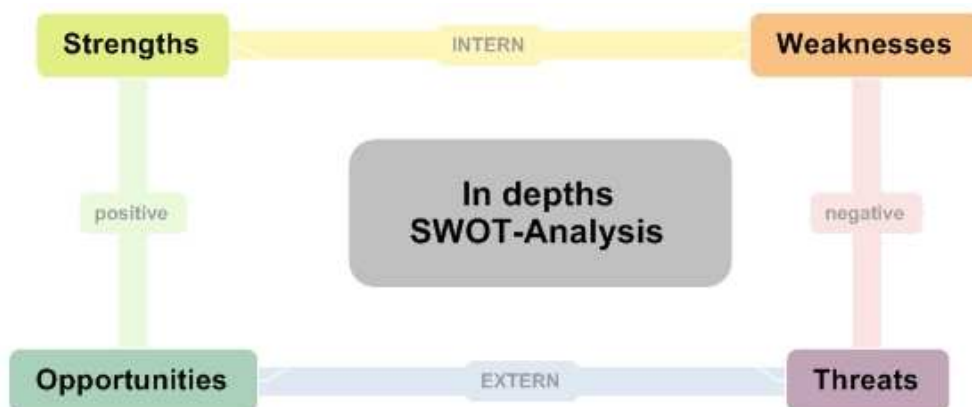 Strengths
INTERN
Weaknesses
positive
In depths
SWOT-Analysis
negative
Opportunities
EXTERN
Threats